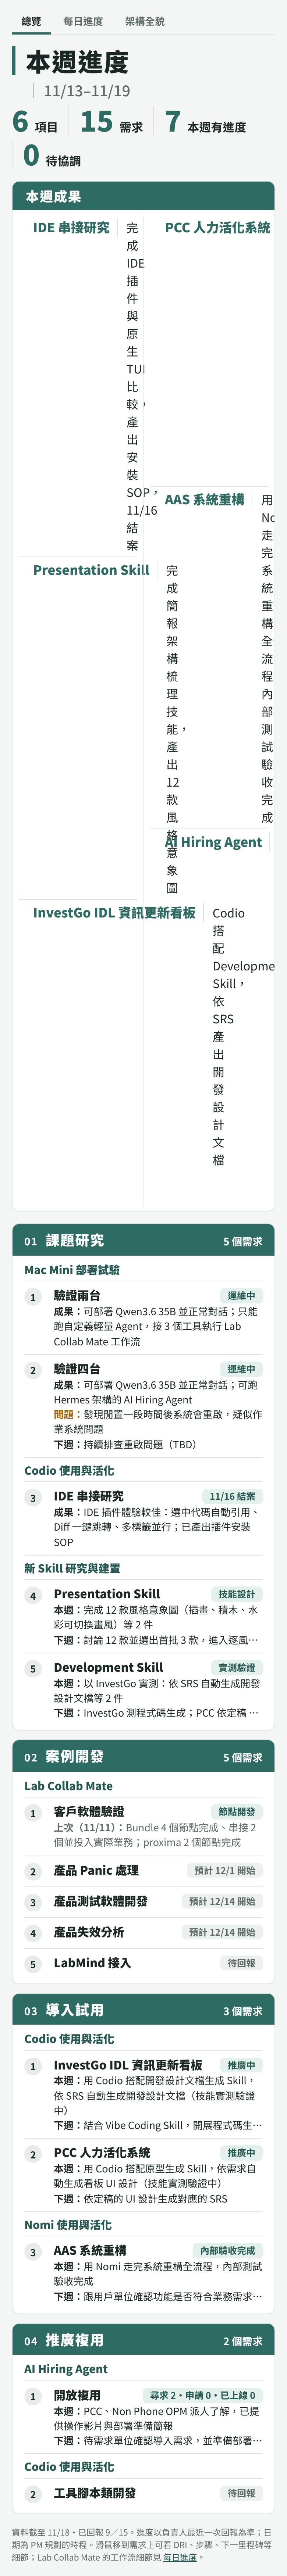 總覽 每日進度 架構全貌
本週進度
11/13–11/19
6 項目 15 需求 7 本週有進度
0 待協調
本週成果
IDE 串接研究
完
成
IDE
插
件
與
原
生
TUI
比
較，
產
出
安
裝
SOP，
11/16
結
案
PCC 人力活化系統
AAS 系統重構
用
走
完
系
統
重
構
全
流
程
內
部
測
試
驗
收
完
成
Presentation Skill
完
成
簡
報
架
構
梳
理
技
能，
產
出
12
款
風
格
意
象
圖
AI Hiring Agent
InvestGo IDL 資訊更新看板
Codio
搭
配
Skill，
依
SRS
產
出
開
發
設
計
文
檔
01 課題研究 5 個需求
Mac Mini 部署試驗
1 驗證兩台 運維中
成果：可部署 Qwen3.6 35B 並正常對話；只能
跑自定義輕量 Agent，接 3 個工具執行 Lab
Collab Mate 工作流
2 驗證四台 運維中
成果：可部署 Qwen3.6 35B 並正常對話；可跑
Hermes 架構的 AI Hiring Agent
問題：發現閒置一段時間後系統會重啟，疑似作
業系統問題
下週：持續排查重啟問題（TBD）
Codio 使用與活化
3 IDE 串接研究 11/16 結案
成果：IDE 插件體驗較佳：選中代碼自動引用、
Diff 一鍵跳轉、多標籤並行；已產出插件安裝
SOP
新 Skill 研究與建置
4 Presentation Skill 技能設計
本週：完成 12 款風格意象圖（插畫、積木、水
彩可切換畫風）等 2 件
下週：討論 12 款並選出首批 3 款，進入逐風…
5 Development Skill 實測驗證
本週：以 InvestGo 實測：依 SRS 自動生成開發
設計文檔等 2 件
下週：InvestGo 測程式碼生成；PCC 依定稿 …
02 案例開發 5 個需求
Lab Collab Mate
1 客戶軟體驗證 節點開發
上次（11/11）：Bundle 4 個節點完成、串接 2
個並投入實際業務；proxima 2 個節點完成
2 產品 Panic 處理 預計 12/1 開始
3 產品測試軟體開發 預計 12/14 開始
4 產品失效分析 預計 12/14 開始
5 LabMind 接入 待回報
03 導入試用 3 個需求
Codio 使用與活化
1 InvestGo IDL 資訊更新看板 推廣中
本週：用 Codio 搭配開發設計文檔生成 Skill，
依 SRS 自動生成開發設計文檔（技能實測驗證
中）
下週：結合 Vibe Coding Skill，開展程式碼生…
2 PCC 人力活化系統 推廣中
本週：用 Codio 搭配原型生成 Skill，依需求自
動生成看板 UI 設計（技能實測驗證中）
下週：依定稿的 UI 設計生成對應的 SRS
Nomi 使用與活化
3 AAS 系統重構 內部驗收完成
本週：用 Nomi 走完系統重構全流程，內部測試
驗收完成
下週：跟用戶單位確認功能是否符合業務需求…
04 推廣複用 2 個需求
AI Hiring Agent
1 開放複用 尋求 2・申請 0・已上線 0
本週：PCC、Non Phone OPM 派人了解，已提
供操作影片與部署準備簡報
下週：待需求單位確認導入需求，並準備部署…
Codio 使用與活化
2 工具腳本類開發 待回報
資料截至 11/18・已回報 9／15。進度以負責人最近一次回報為準；日
期為 PM 規劃的時程。滑鼠移到需求上可看 DRI、步驟、下一里程碑等
細節；Lab Collab Mate 的工作流細節見 每日進度。